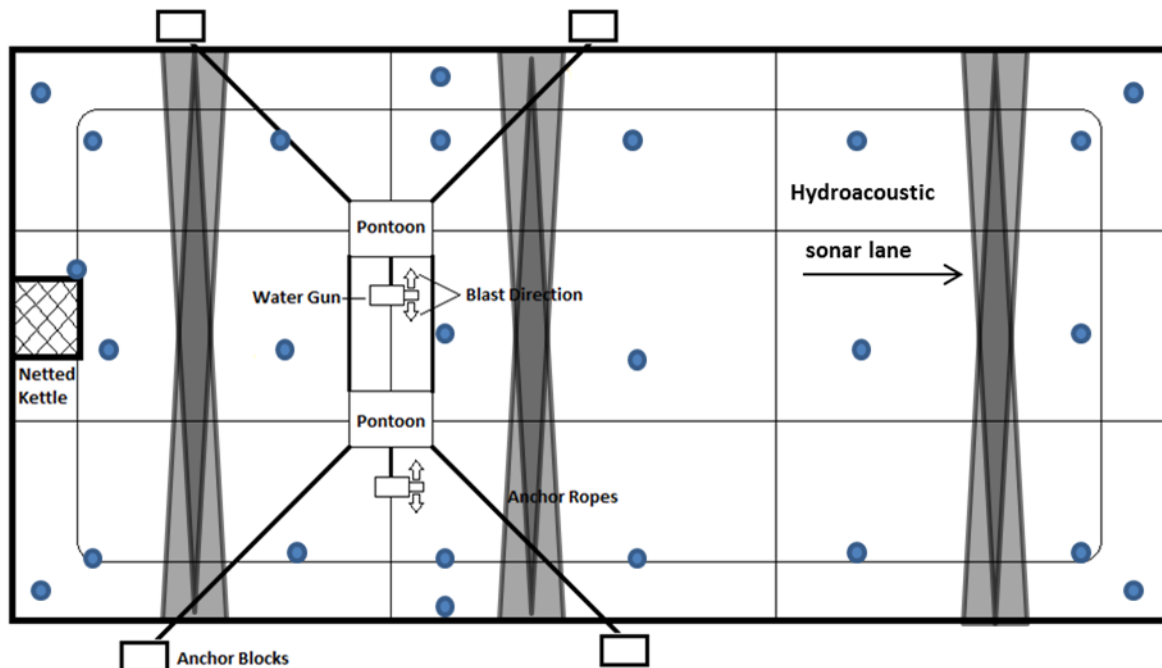 Pontoon
Hydroacoustic
sonar lane
Water Gun
Blast Direction
Netted
Kettle
Pontoon
Anchor Ropes
Anchor Blocks